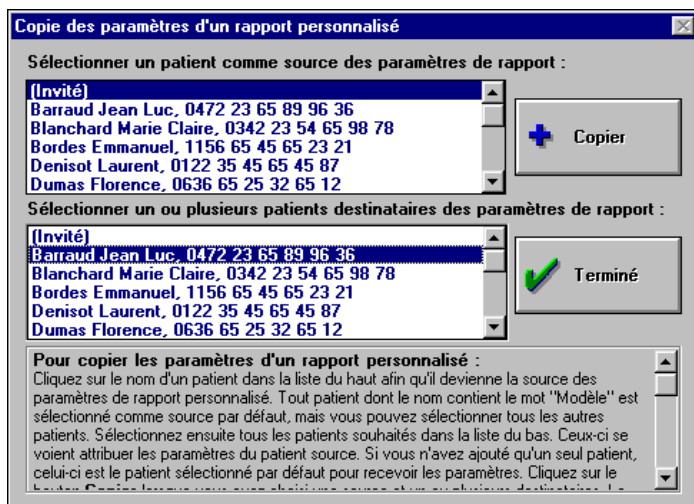 Copie des paramètres d'un rapport personnalisé
Sélectionner un patient comme source des paramètres de rapport :
(Invité)
Barraud Jean Luc, 0472 23 65 89 96 36
Blanchard Marie Claire, 0342 23 54 65 98 78
Bordes Emmanuel, 1156 65 45 65 23 21
Denisot Laurent, 0122 35 45 65 45 87
Dumas Florence, 0636 65 25 32 65 12
Copier
Sélectionner un ou plusieurs patients destinataires des paramètres de rapport :
(Invité)
Barraud Jean Luc, 0472 23 65 89 96 36
Blanchard Marie Claire, 0342 23 54 65 98 78
Bordes Emmanuel, 1156 65 45 65 23 21
Denisot Laurent, 0122 35 45 65 45 87
Dumas Florence, 0636 65 25 32 65 12
Terminé
Pour copier les paramètres d'un rapport personnalisé :
Cliquez sur le nom d'un patient dans la liste du haut afin qu'il devienne la source des
paramètres de rapport personnalisé. Tout patient dont le nom contient le mot "Modèle" est
sélectionné comme source par défaut, mais vous pouvez sélectionner tous les autres
patients. Sélectionnez ensuite tous les patients souhaités dans la liste du bas. Ceux-ci se
voient attribuer les paramètres du patient source. Si vous n'avez ajouté qu'un seul patient,
celui-ci est le patient sélectionné par défaut pour recevoir les paramètres. Cliquez sur le